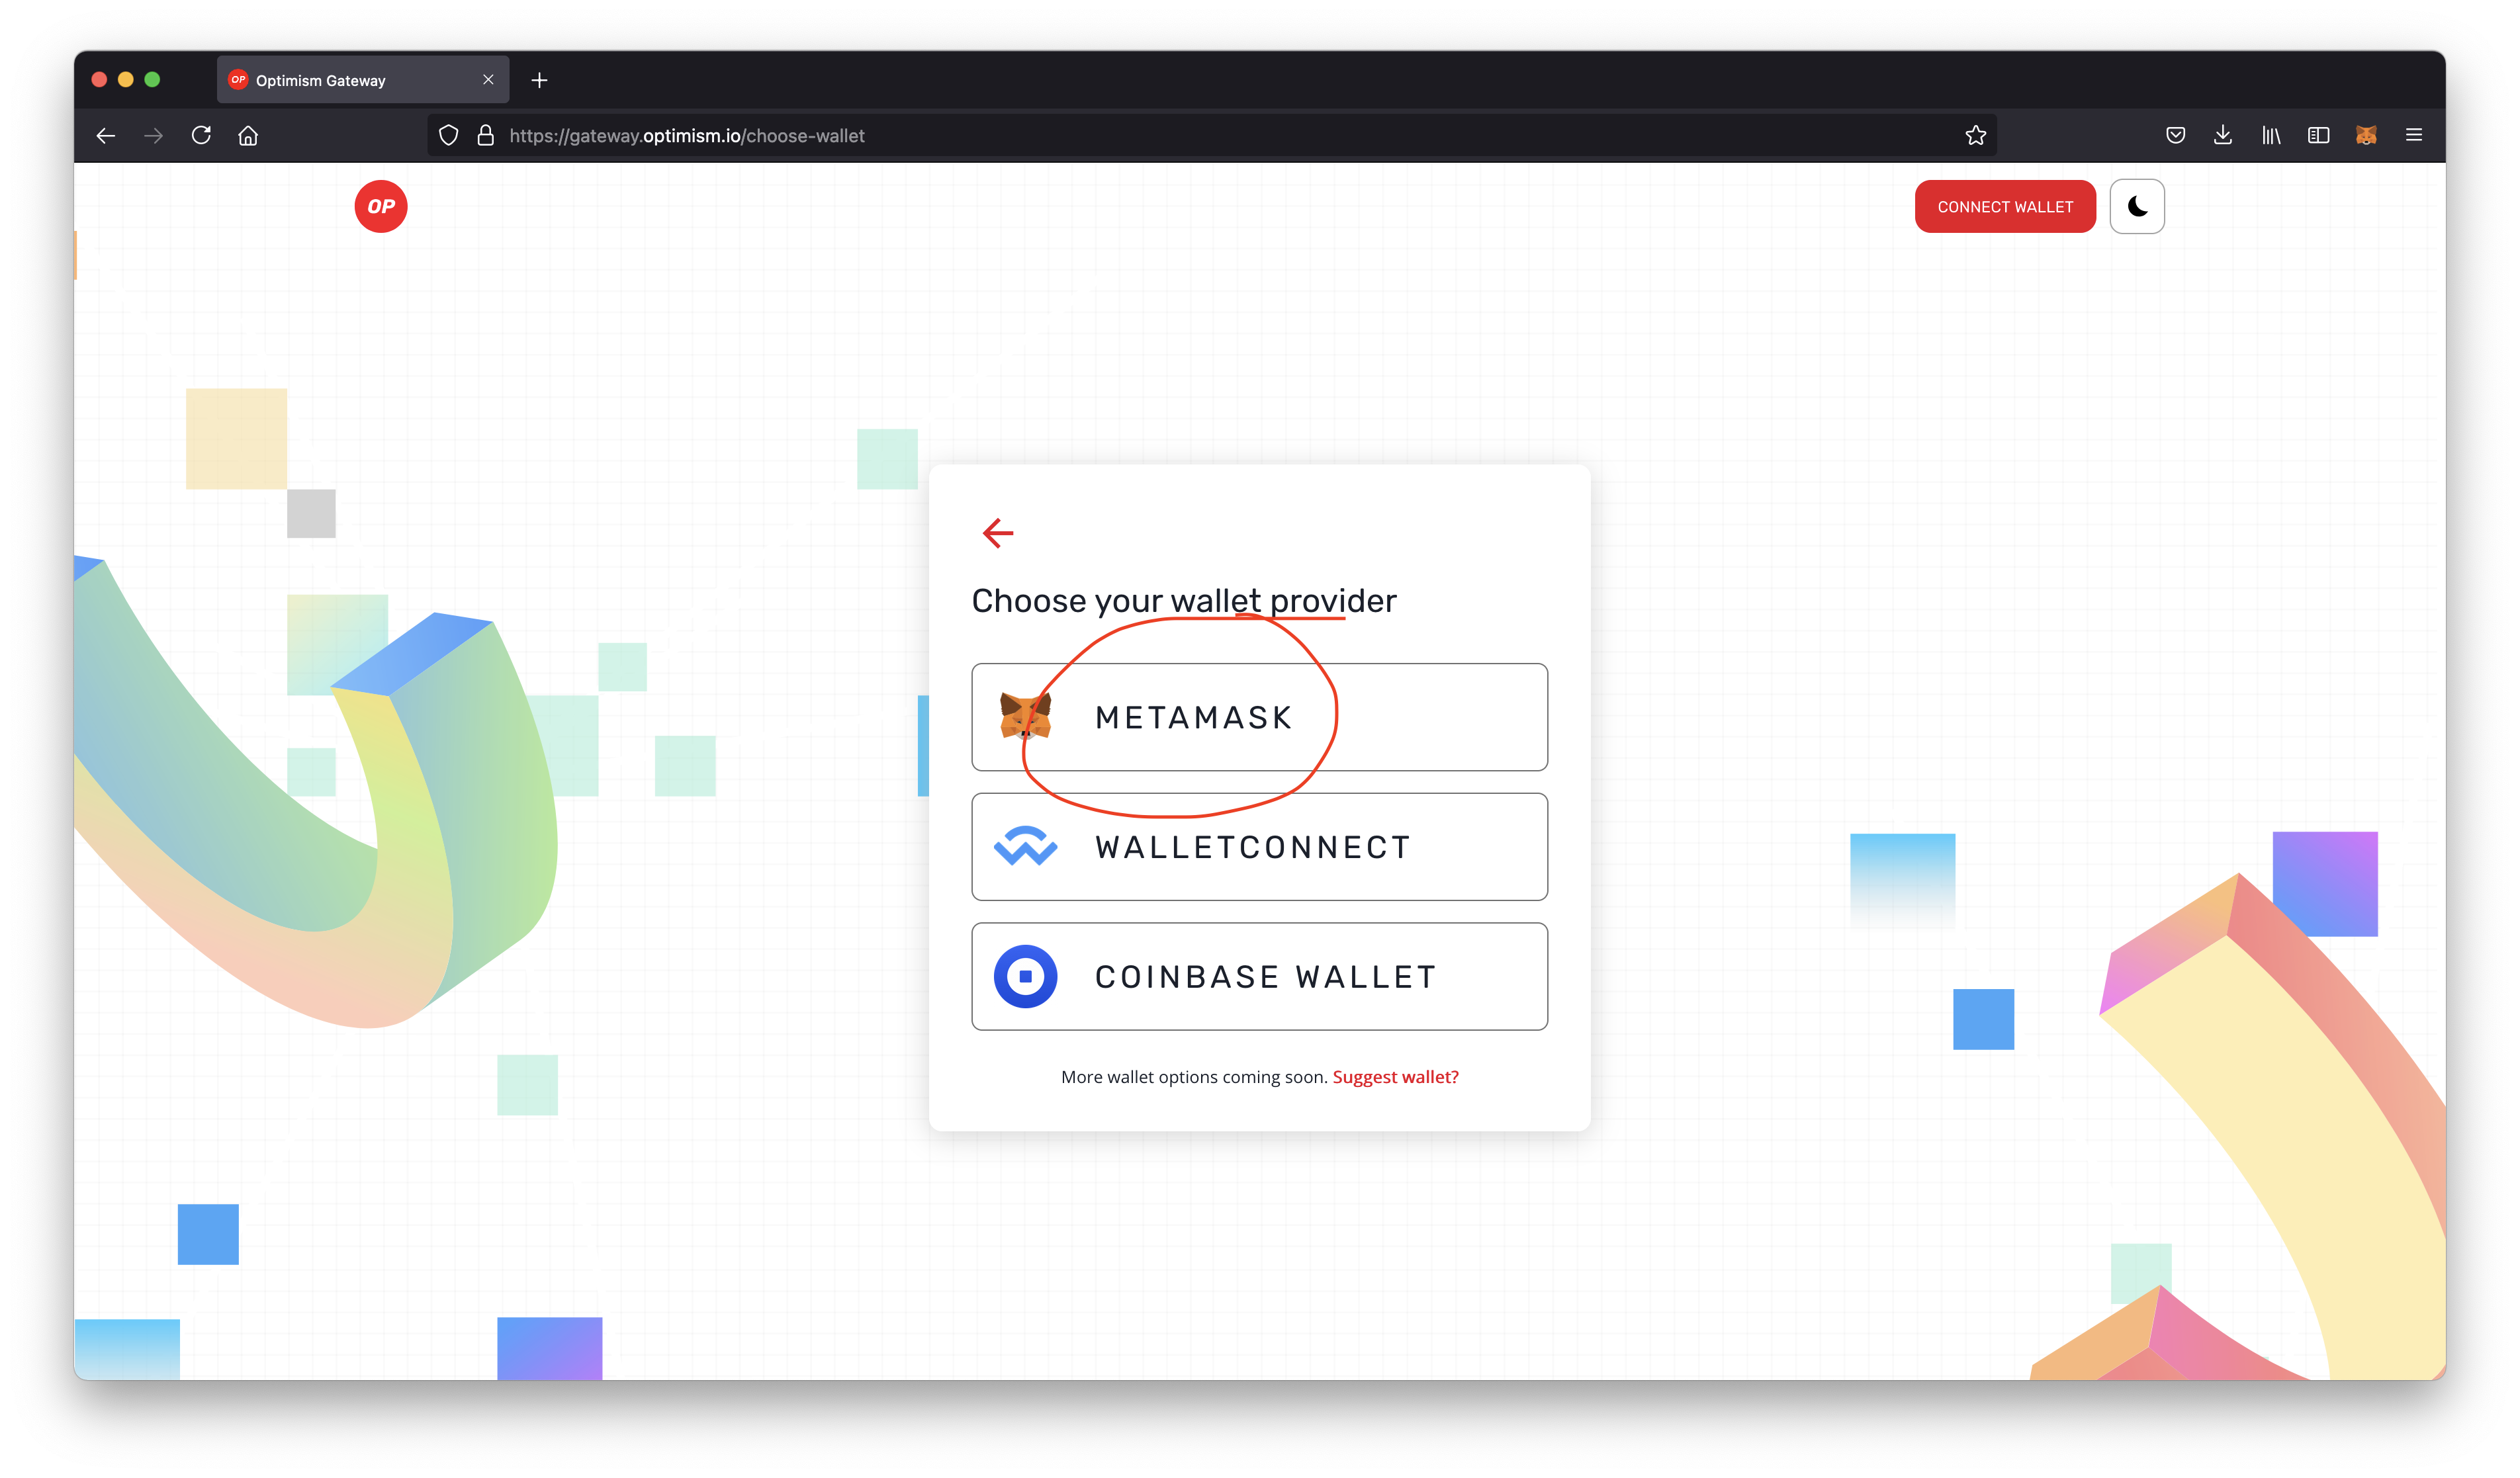 OP Optimism Gateway
https://gateway.optimism.io/choose-wallet
OP
CONNECT WALLET
Choose your wallet provider
METAMASK
WALLETCONNECT
COINBASE WALLET
More wallet options coming soon. Suggest wallet?